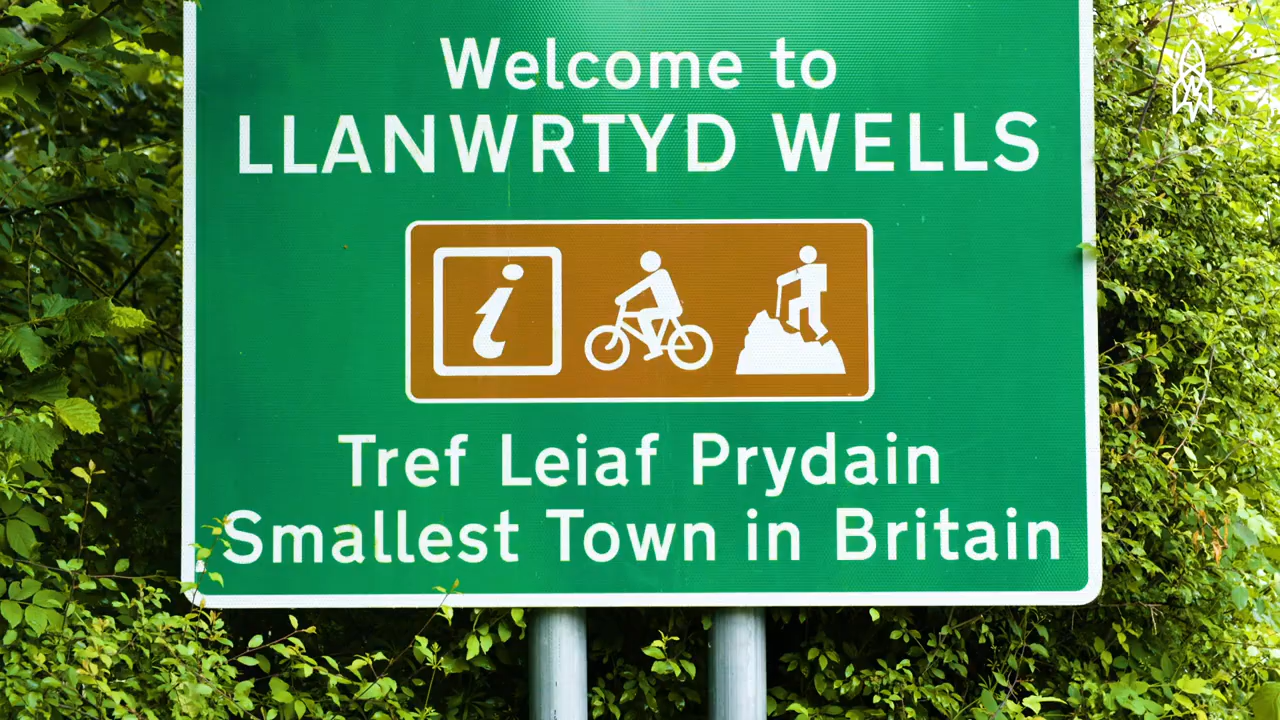 Welcome to
LLANWRTYD WELLS
i
Tref Leiaf Prydain
Smallest Town in Britain